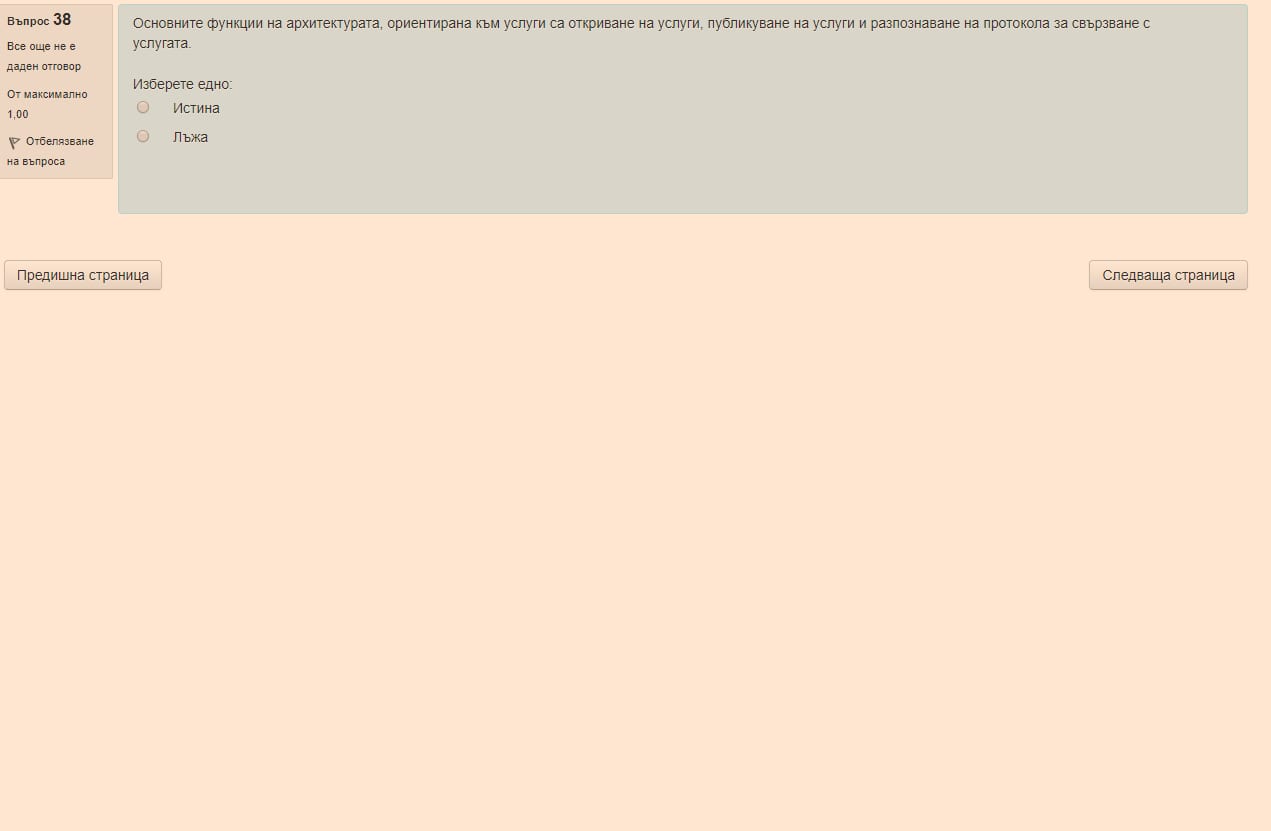 Въпрос 38
Все още не е
даден отговор
От максимално
1,00
Отбелязване
на въпроса
Основните функции на архитектурата, ориентирана към услуги са откриване на услуги, публикуване на услуги и разпознаване на протокола за свързване с
услугата.
Изберете едно:
Истина
Лъжа
Предишна страница
Следваща страница